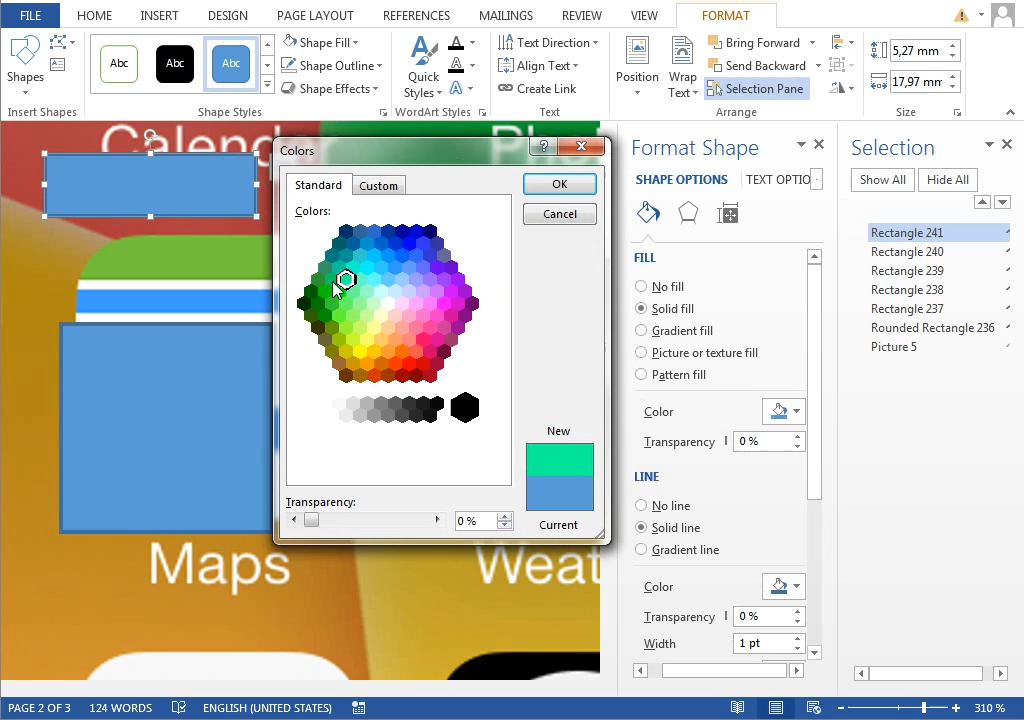 FILE HOME INSERT DESIGN PAGE LAYOUT REFERENCES MAILINGS REVIEW VIEW FORMAT
Shapes
Insert Shapes
Abc Abc Abc
Shape Fill
Shape Outline
Shape Effects
Shape Styles
Quick
Styles
WordArt Styles
Text Direction
Align Text
Create Link
Text
Position
Wrap
Text
Bring Forward
Send Backward
Selection Pane
Arrange
5,27 mm
17,97 mm
Size
Maps
Colors
?
Standard Custom
Colors:
OK
Cancel
New
Current
Transparency:
0 %
Format Shape
SHAPE OPTIONS TEXT OPTIO
FILL
No fill
Solid fill
Gradient fill
Picture or texture fill
Pattern fill
Color
Transparency 0 %
LINE
No line
Solid line
Gradient line
Color
Transparency 0 %
Width 1 pt
Selection
Show All Hide All
Rectangle 241
Rectangle 240
Rectangle 239
Rectangle 238
Rectangle 237
Rounded Rectangle 236
Picture 5
PAGE 2 OF 3 124 WORDS ENGLISH (UNITED STATES) 310 %